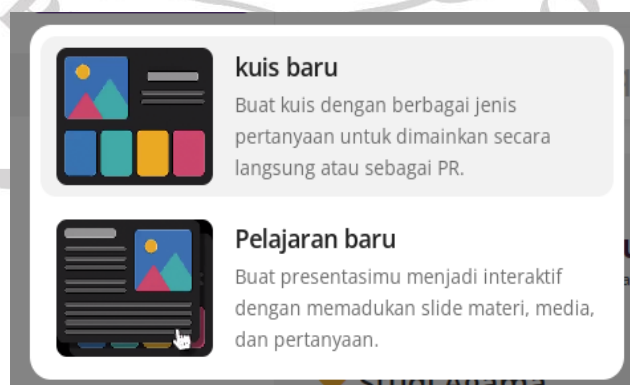 kuis baru
Buat kuis dengan berbagai jenis
pertanyaan untuk dimainkan secara
langsung atau sebagai PR.
Pelajaran baru
Buat presentasimu menjadi interaktif
dengan memadukan slide materi, media,
dan pertanyaan.